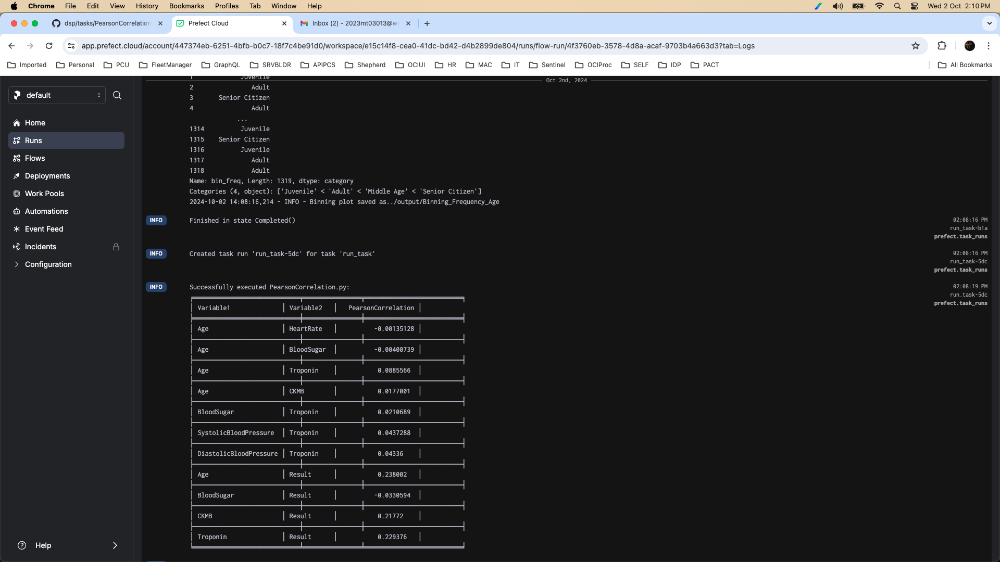 Chrome File Edit View History Bookmarks Profiles Tab Window Help Wed 2 Oct 2:10 PM
dsp/tasks/PearsonCorrelation Prefect Cloud Inbox (2) - 2023mt03013@wi
app.prefect.cloud/account/447374eb-6251-4bfb-b0c7-18f7c4be91d0/workspace/e15c14f8-cea0-41dc-bd42-d4b2899de804/runs/flow-run/4f3760eb-3578-4d8a-acaf-9703b4a663d3?tab=Logs
Imported Personal PCU FleetManager GraphQL SRVBLDR APIPCS Shepherd OCIUI HR MAC IT Sentinel OCIProc SELF IDP PACT All Bookmarks
default
Home
Runs
Flows
Deployments
Work Pools
Automations
Event Feed
Incidents
Configuration
Help
Oct 2nd, 2024
1 Juvenile
2 Adult
3 Senior Citizen
4 Adult
...
1314 Juvenile
1315 Senior Citizen
1316 Juvenile
1317 Adult
1318 Adult
Name: bin_freq, Length: 1319, dtype: category
Categories (4, object): ['Juvenile' < 'Adult' < 'Middle Age' < 'Senior Citizen']
2024-10-02 14:08:16,214 - INFO - Binning plot saved as../output/Binning_Frequency_Age
INFO Finished in state Completed() 02:08:16 PM
run_task-b1a
prefect.task_runs
INFO Created task run 'run_task-5dc' for task 'run_task' 02:08:16 PM
run_task-5dc
prefect.task_runs
INFO Successfully executed PearsonCorrelation.py: 02:08:19 PM
run_task-5dc
prefect.task_runs
Variable1 Variable2 PearsonCorrelation
Age HeartRate -0.00135128
Age BloodSugar -0.00400739
Age Troponin 0.0885566
Age CKMB 0.0177001
BloodSugar Troponin 0.0210689
SystolicBloodPressure Troponin 0.0437288
DiastolicBloodPressure Troponin 0.04336
Age Result 0.238002
BloodSugar Result -0.0330594
CKMB Result 0.21772
Troponin Result 0.229376